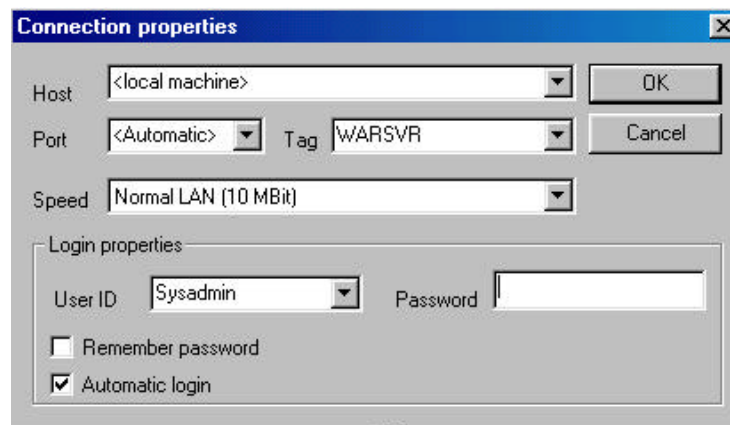 Connection properties
Host <local machine> OK
Port <Automatic> Tag WARSVR Cancel
Speed Normal LAN (10 MBit)
Login properties
User ID Sysadmin Password
Remember password
Automatic login